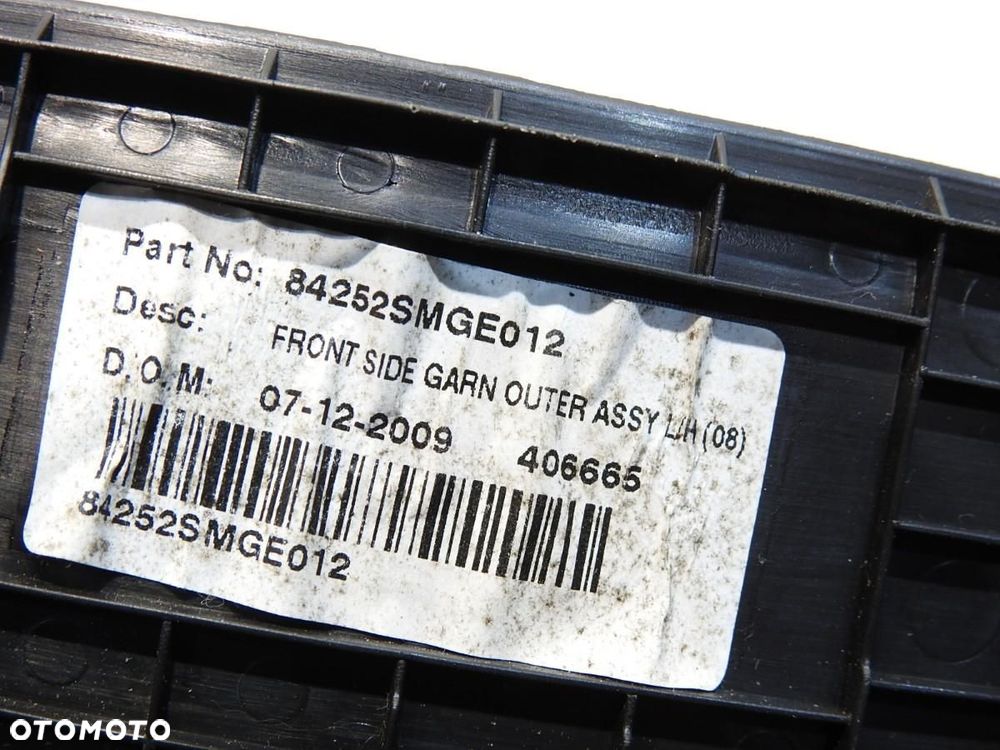 Part No: 84252SMGE012
Desc: FRONT SIDE GARN OUTER ASSY L/H (08)
D.O.M: 07-12-2009 406665
84252SMGE012
OTOMOTO